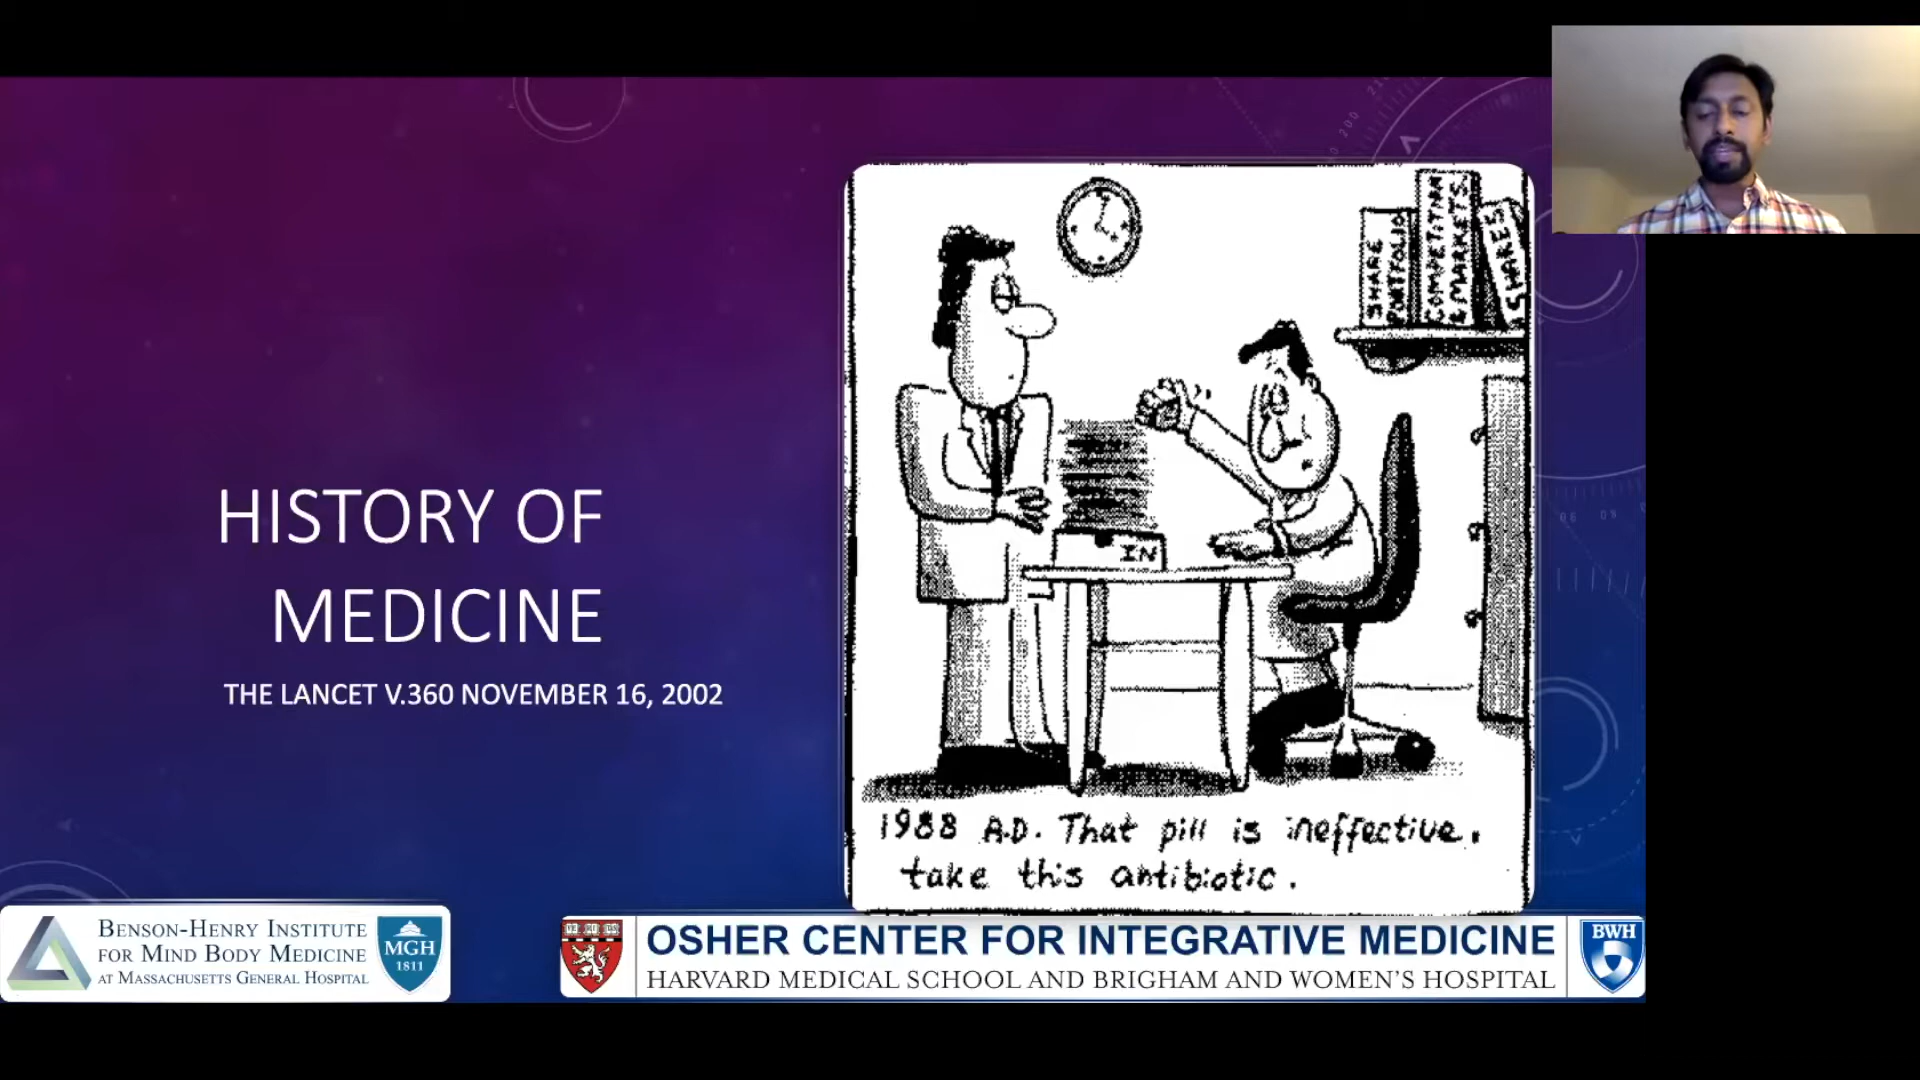 HISTORY OF
MEDICINE
THE LANCET V.360 NOVEMBER 16, 2002
SHARE
PORTFOLIO
COMPETITION
& MARKETS
SHARES
IN
1988 A.D. That pill is ineffective.
take this antibiotic.
BENSON-HENRY INSTITUTE
FOR MIND BODY MEDICINE
AT MASSACHUSETTS GENERAL HOSPITAL
MGH
1811
OSHER CENTER FOR INTEGRATIVE MEDICINE
HARVARD MEDICAL SCHOOL AND BRIGHAM AND WOMEN'S HOSPITAL
BWH
200